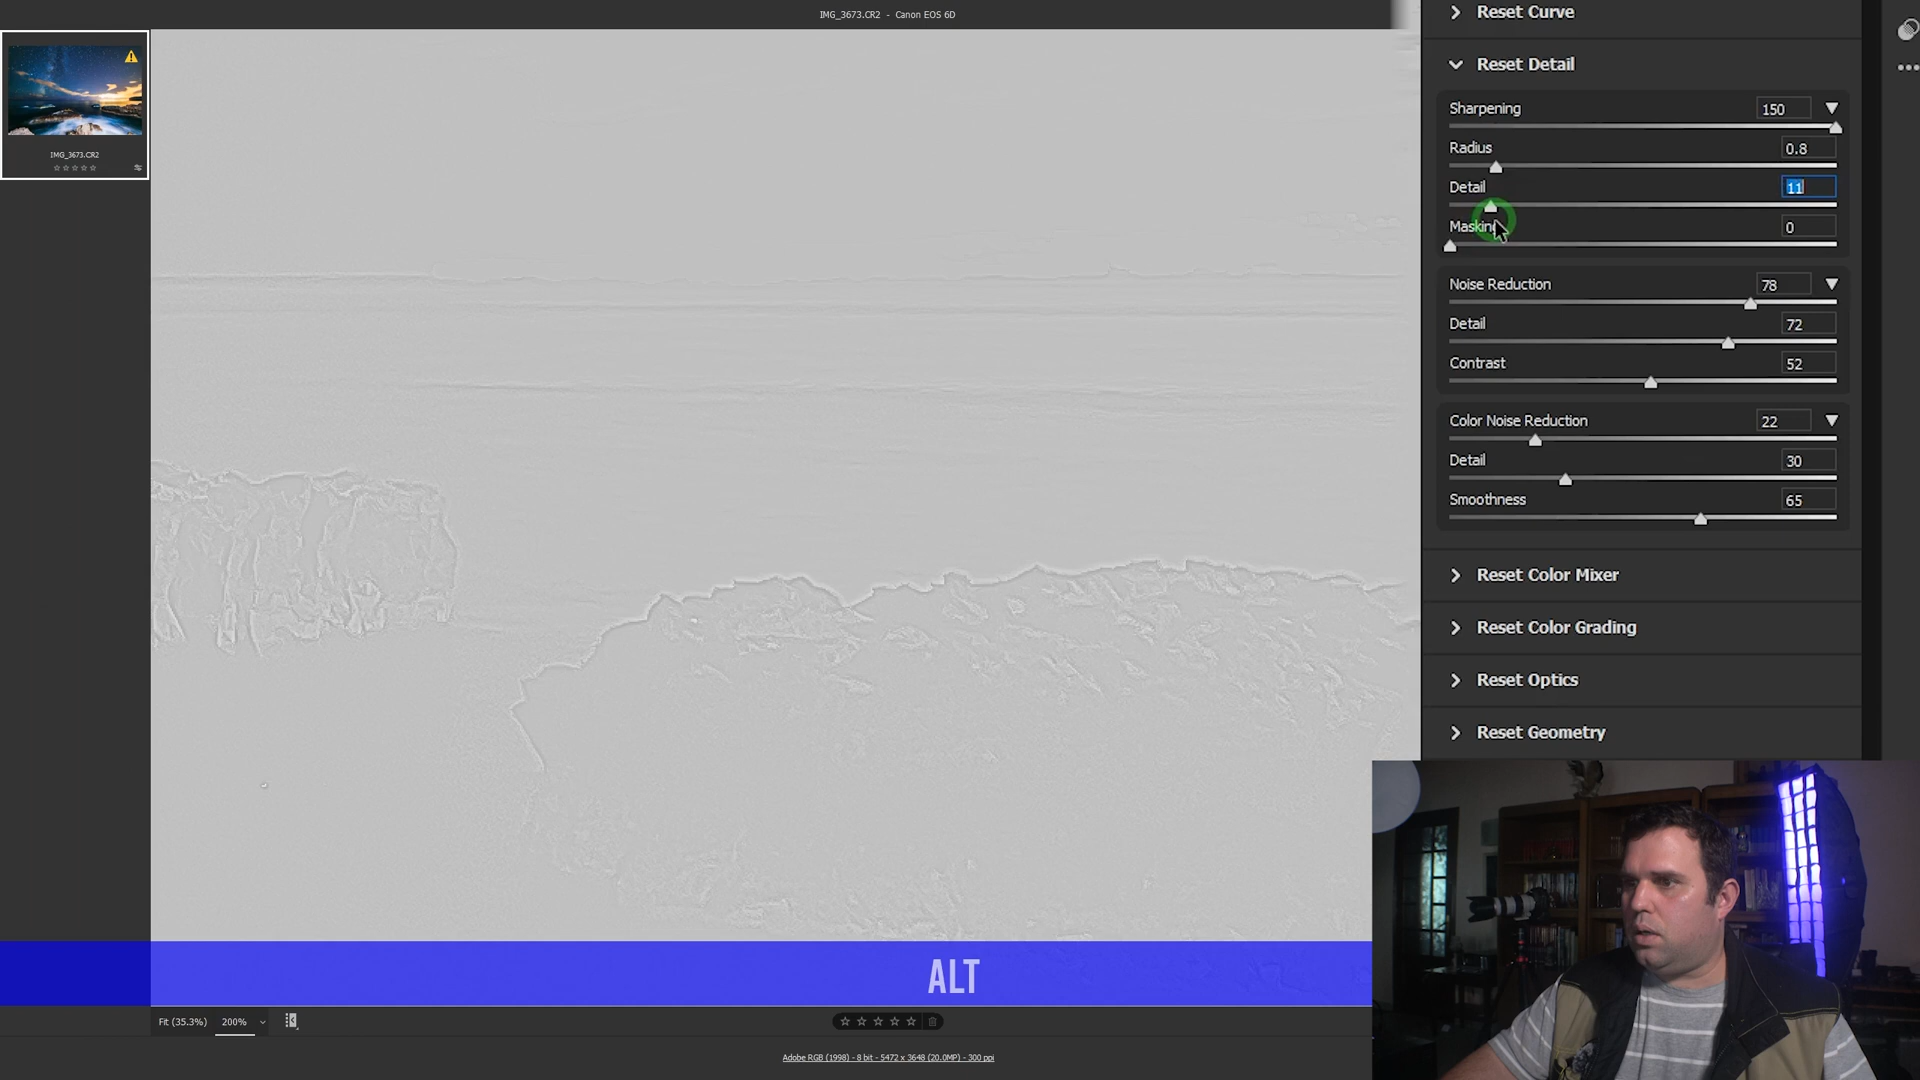 IMG_3673.CR2 - Canon EOS 6D
IMG_3673.CR2
Reset Curve
Reset Detail
Sharpening 150
Radius 0.8
Detail 11
Masking 0
Noise Reduction 78
Detail 72
Contrast 52
Color Noise Reduction 22
Detail 30
Smoothness 65
Reset Color Mixer
Reset Color Grading
Reset Optics
Reset Geometry
ALT
Fit (35.3%) 200%
Adobe RGB (1998) - 8 bit - 5472 x 3648 (20.0MP) - 300 ppi